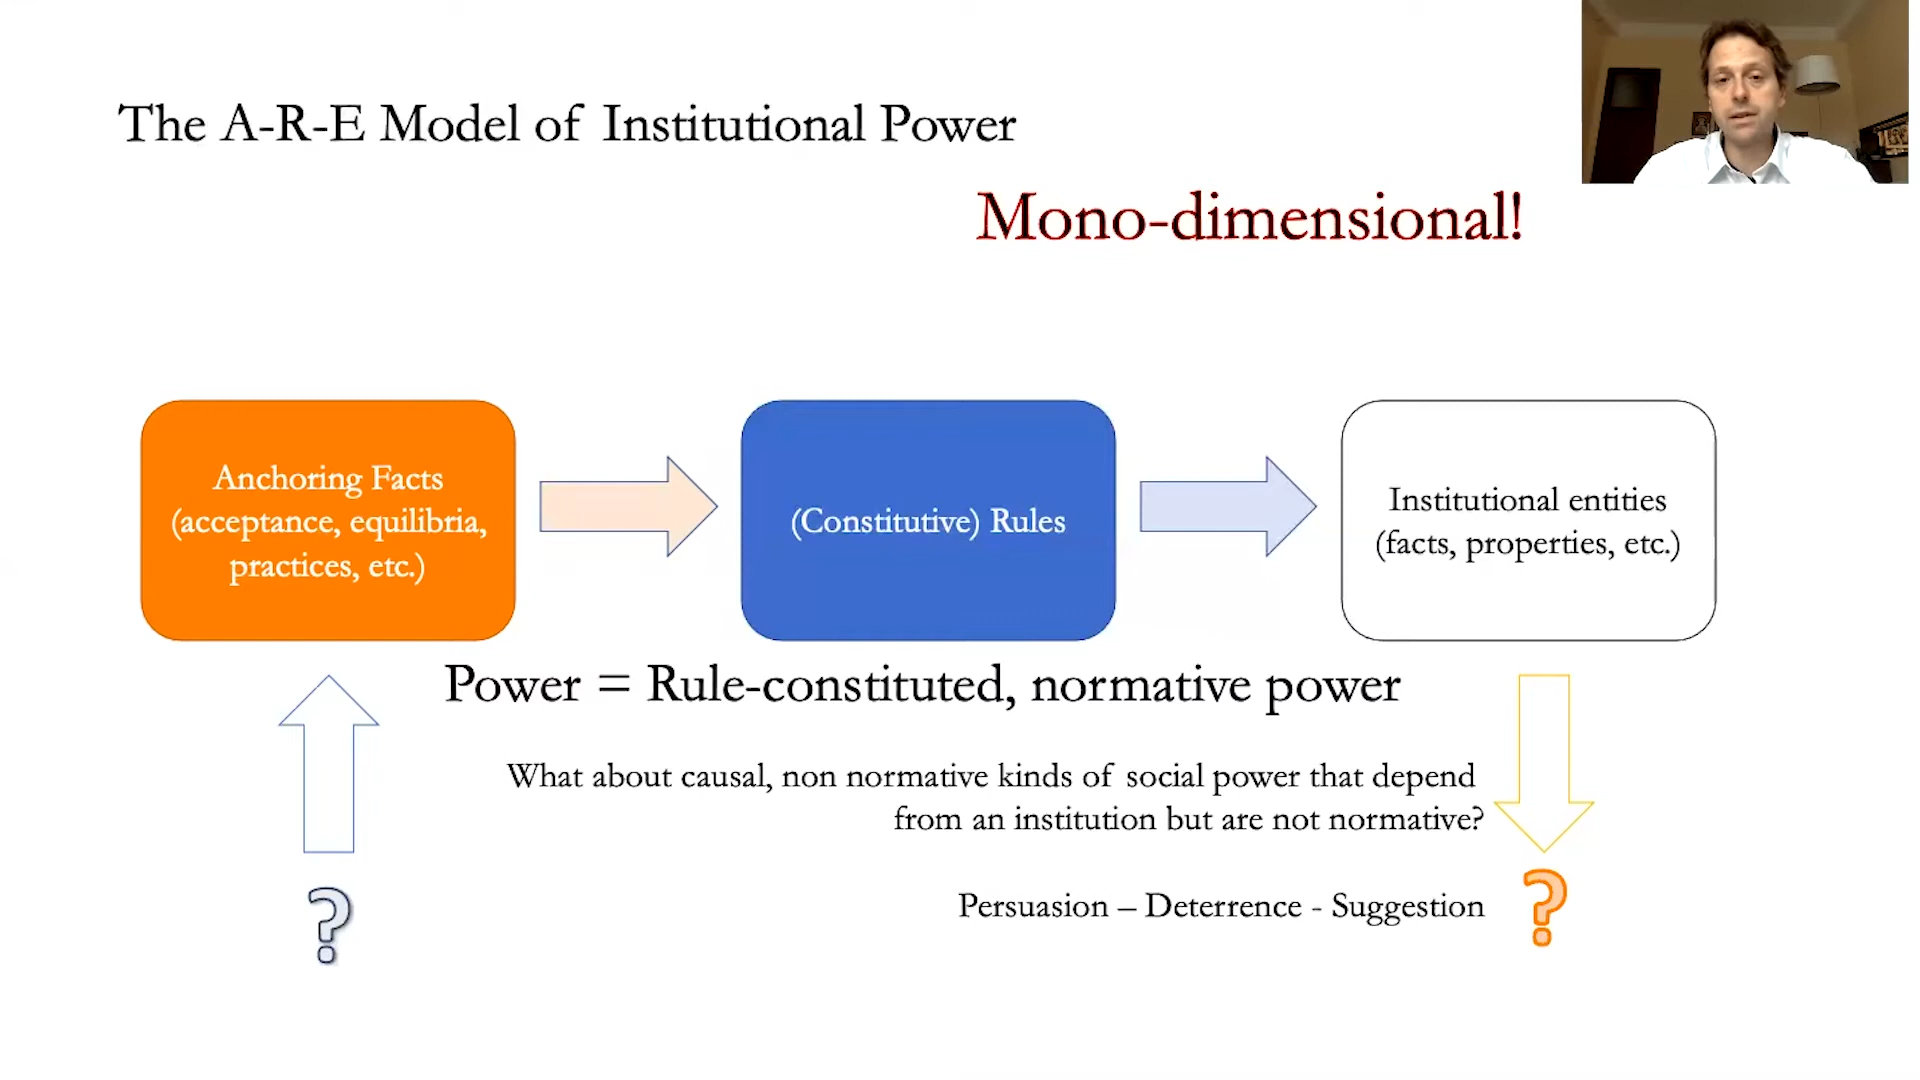 The A-R-E Model of Institutional Power
Mono-dimensional!
Anchoring Facts
(acceptance, equilibria,
practices, etc.)
(Constitutive) Rules
Institutional entities
(facts, properties, etc.)
Power = Rule-constituted, normative power
What about causal, non normative kinds of social power that depend
from an institution but are not normative?
Persuasion – Deterrence - Suggestion
?
?